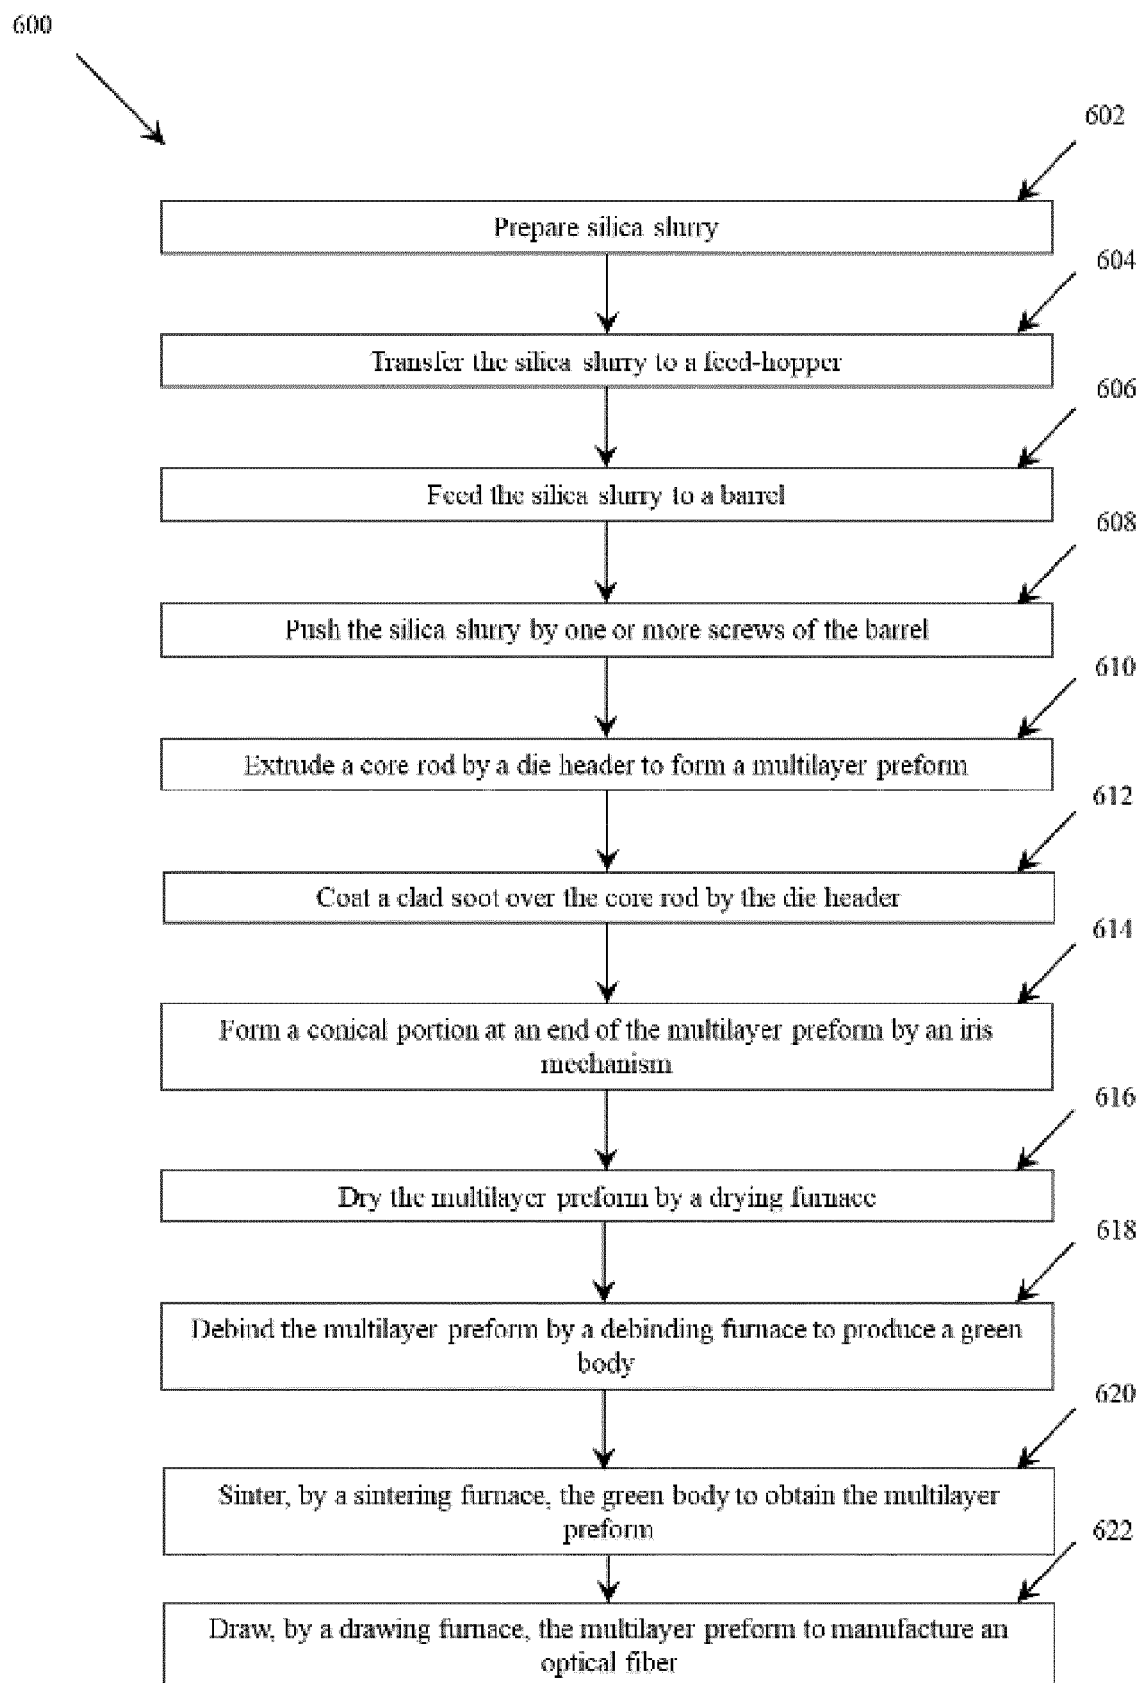 600
602
Prepare silica slurry
604
Transfer the silica slurry to a feed-hopper
606
Feed the silica slurry to a barrel
608
Push the silica slurry by one or more screws of the barrel
610
Extrude a core rod by a die header to form a multilayer preform
612
Coat a clad soot over the core rod by the die header
614
Form a conical portion at an end of the multilayer preform by an iris
mechanism
616
Dry the multilayer preform by a drying furnace
618
Debind the multilayer preform by a debinding furnace to produce a green
body
620
Sinter, by a sintering furnace, the green body to obtain the multilayer
preform
622
Draw, by a drawing furnace, the multilayer preform to manufacture an
optical fiber